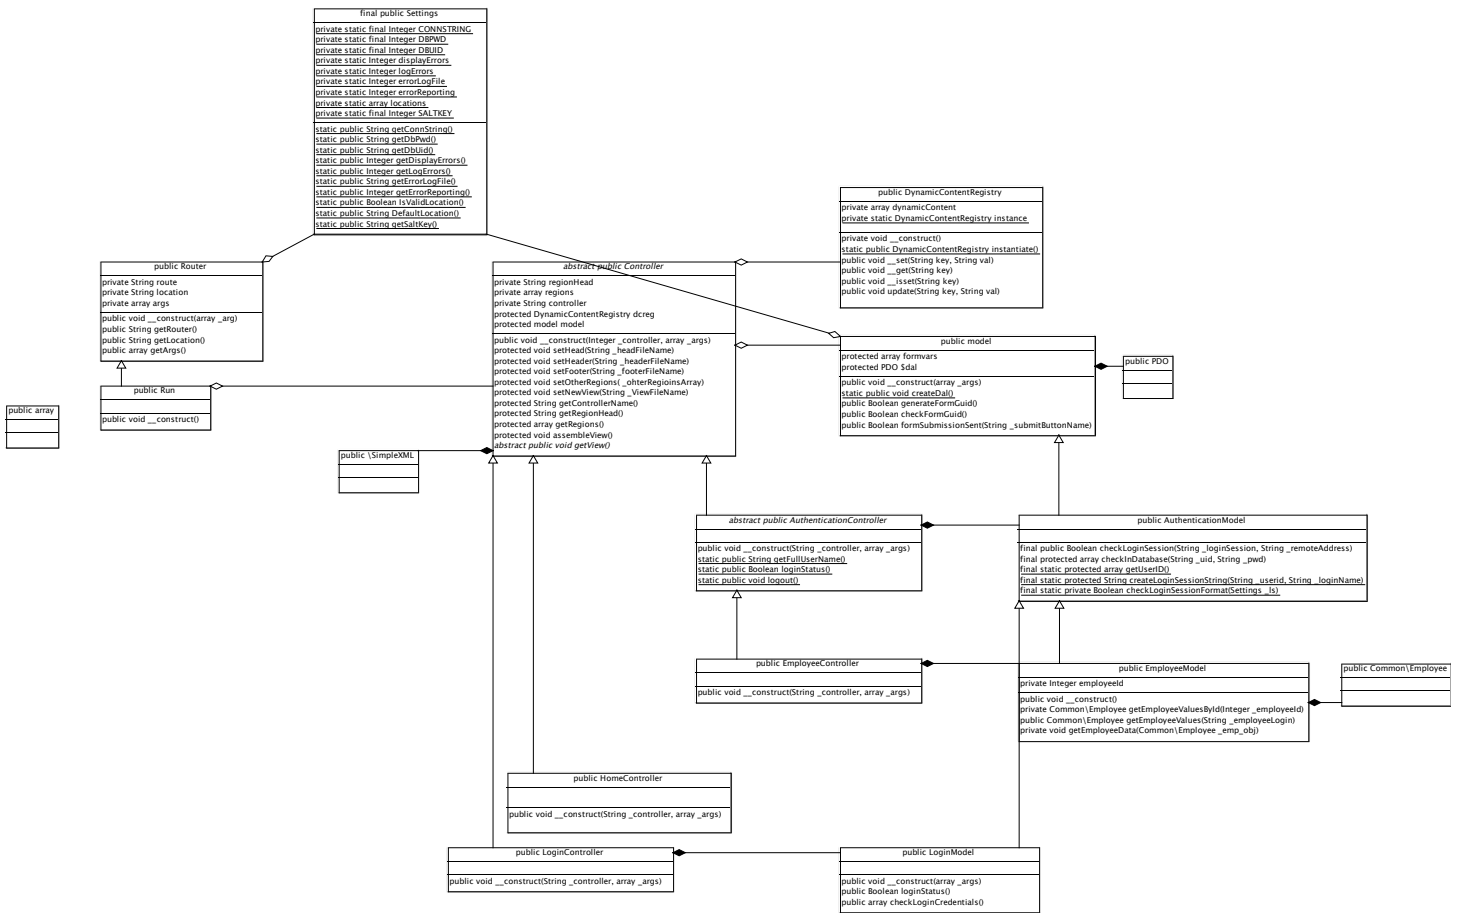 final public Settings
private static final Integer CONNSTRING
private static final Integer DBPWD
private static final Integer DBUID
private static Integer displayErrors
private static Integer logErrors
private static Integer errorLogFile
private static Integer errorReporting
private static array locations
private static final Integer SALTKEY
static public String getConnString()
static public String getDbPwd()
static public String getDbUid()
static public Integer getDisplayErrors()
static public Integer getLogErrors()
static public String getErrorLogFile()
static public Integer getErrorReporting()
static public Boolean IsValidLocation()
static public String DefaultLocation()
static public String getSaltKey()
public DynamicContentRegistry
private array dynamicContent
private static DynamicContentRegistry instance
private void __construct()
static public DynamicContentRegistry instantiate()
public void __set(String key, String val)
public void __get(String key)
public void __isset(String key)
public void update(String key, String val)
public Router
private String route
private String location
private array args
public void __construct(array _arg)
public String getRouter()
public String getLocation()
public array getArgs()
abstract public Controller
private String regionHead
private array regions
private String controller
protected DynamicContentRegistry dcreg
protected model model
public void __construct(Integer _controller, array _args)
protected void setHead(String _headFileName)
protected void setHeader(String _headerFileName)
protected void setFooter(String _footerFileName)
protected void setOtherRegions( _ohterRegioinsArray)
protected void setNewView(String _ViewFileName)
protected String getControllerName()
protected String getRegionHead()
protected array getRegions()
protected void assembleView()
abstract public void getView()
public model
protected array formvars
protected PDO $dal
public void __construct(array _args)
static public void createDal()
public Boolean generateFormGuid()
public Boolean checkFormGuid()
public Boolean formSubmissionSent(String _submitButtonName)
public PDO
public Run
public void __construct()
public array
public \SimpleXML
abstract public AuthenticationController
public void __construct(String _controller, array _args)
static public String getFullUserName()
static public Boolean loginStatus()
static public void logout()
public AuthenticationModel
final public Boolean checkLoginSession(String _loginSession, String _remoteAddress)
final protected array checkInDatabase(String _uid, String _pwd)
final static protected array getUserID()
final static protected String createLoginSessionString(String _userid, String _loginName)
final static private Boolean checkLoginSessionFormat(Settings _ls)
public EmployeeController
public void __construct(String _controller, array _args)
public EmployeeModel
private Integer employeeId
public void __construct()
private Common\Employee getEmployeeValuesById(Integer _employeeId)
public Common\Employee getEmployeeValues(String _employeeLogin)
private void getEmployeeData(Common\Employee _emp_obj)
public Common\Employee
public HomeController
public void __construct(String _controller, array _args)
public LoginController
public void __construct(String _controller, array _args)
public LoginModel
public void __construct(array _args)
public Boolean loginStatus()
public array checkLoginCredentials()